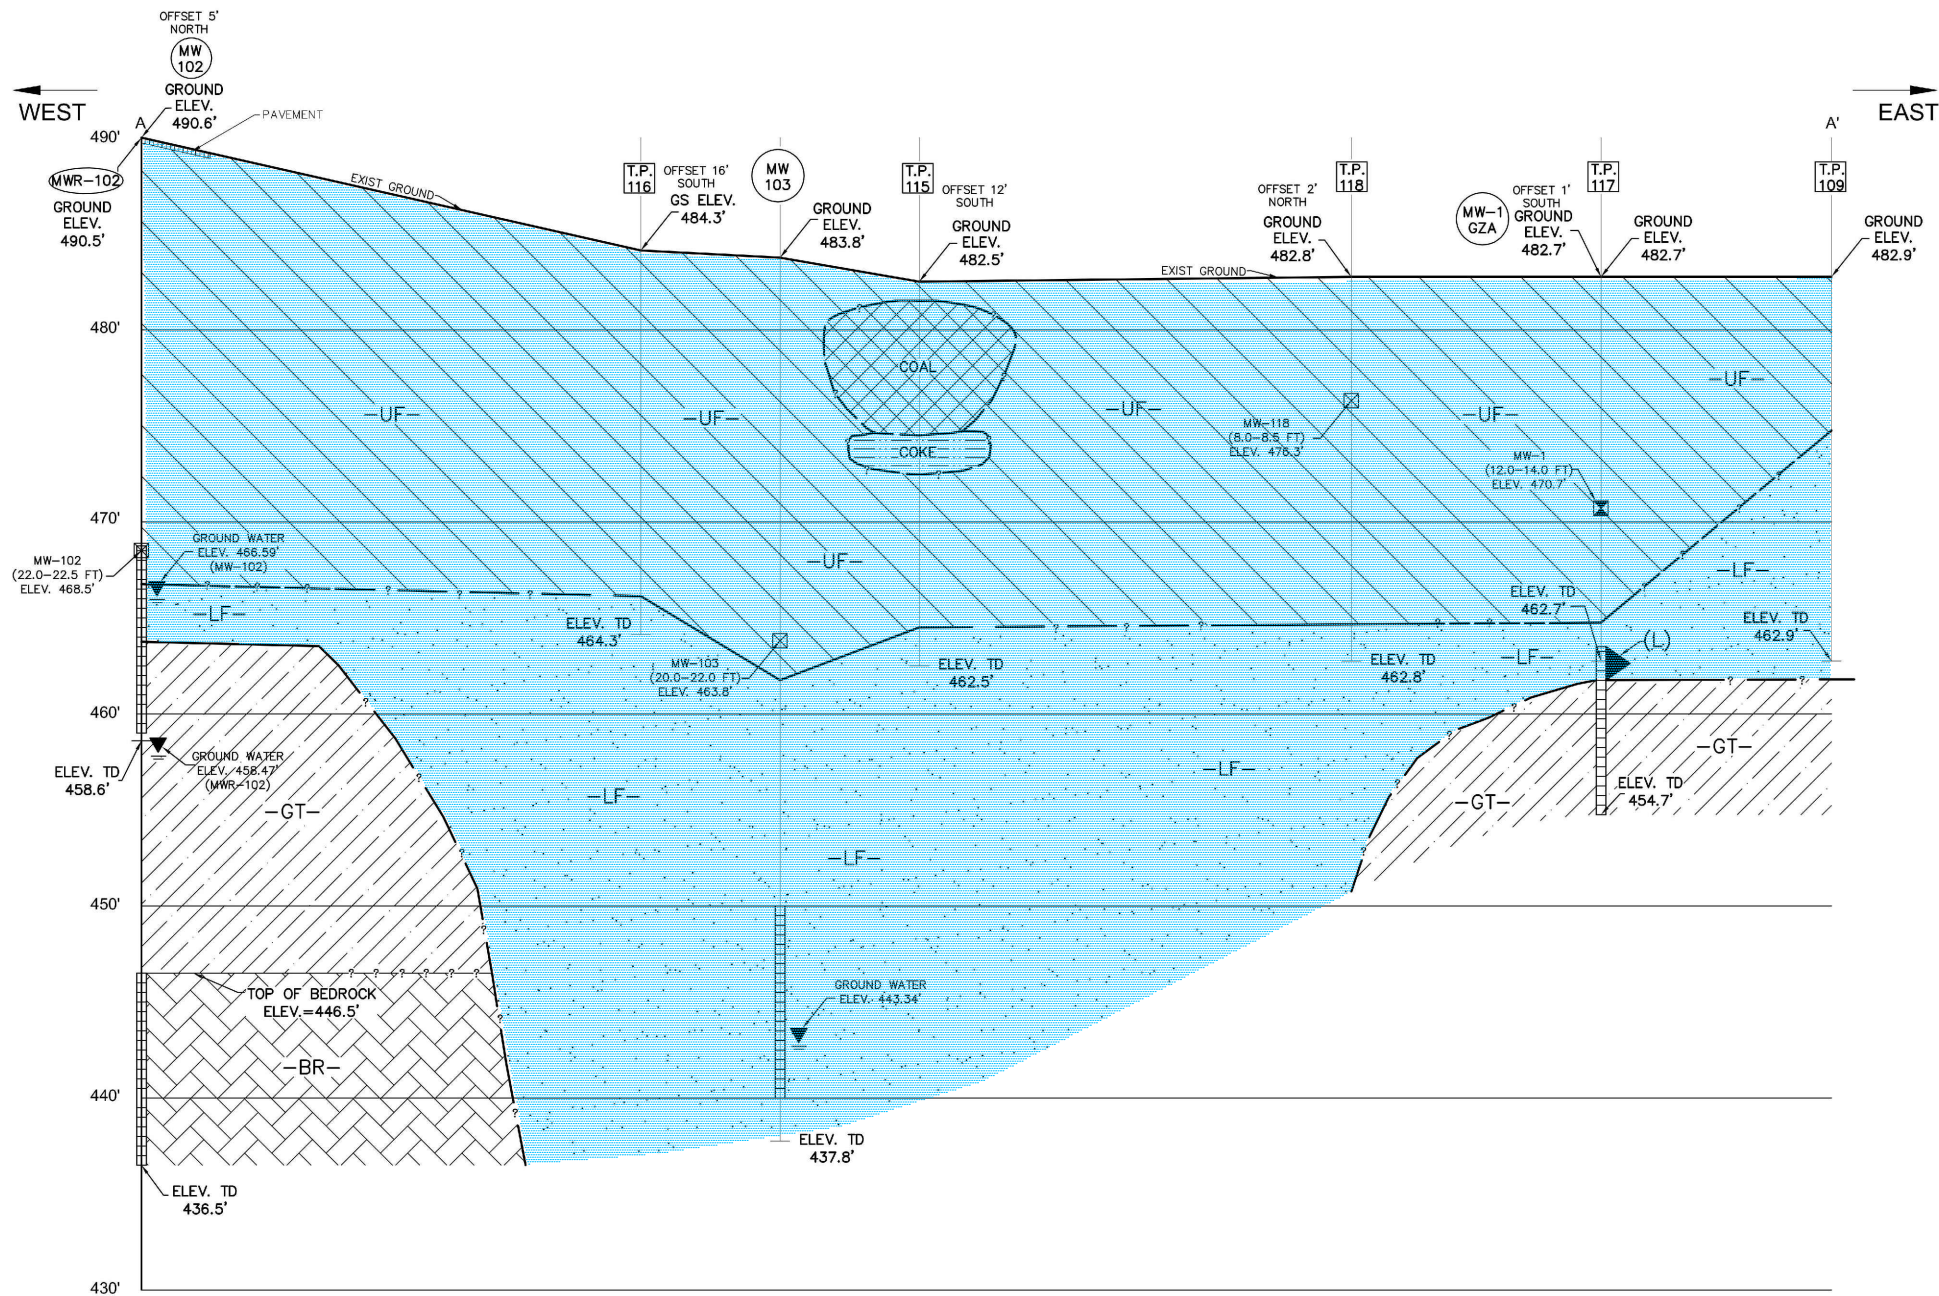 OFFSET 5'
NORTH
MW
102
GROUND
ELEV.
490.6'
WEST
EAST
A
PAVEMENT
A'
490'
MWR-102
GROUND
ELEV.
490.5'
EXIST GROUND
T.P.
116
OFFSET 16'
SOUTH
GS ELEV.
484.3'
MW
103
GROUND
ELEV.
483.8'
T.P.
115
OFFSET 12'
SOUTH
GROUND
ELEV.
482.5'
EXIST GROUND
OFFSET 2'
NORTH
GROUND
ELEV.
482.8'
T.P.
118
MW-1
GZA
OFFSET 1'
SOUTH
GROUND
ELEV.
482.7'
T.P.
117
GROUND
ELEV.
482.7'
T.P.
109
GROUND
ELEV.
482.9'
480'
COAL
-UF-
-UF-
-UF-
-UF-
-UF-
COKE
MW-118
(8.0-8.5 FT)
ELEV. 476.3'
MW-1
(12.0-14.0 FT)
ELEV. 470.7'
470'
GROUND WATER
ELEV. 466.59'
(MW-102)
MW-102
(22.0-22.5 FT)
ELEV. 468.5'
-UF-
-LF-
-LF-
ELEV. TD
462.7'
ELEV. TD
464.3'
MW-103
(20.0-22.0 FT)
ELEV. 463.8'
ELEV. TD
462.5'
ELEV. TD
462.8'
-LF-
(L)
ELEV. TD
462.9'
460'
GROUND WATER
ELEV. 458.47'
(MWR-102)
ELEV. TD
458.6'
-GT-
-LF-
-LF-
-LF-
-GT-
-GT-
ELEV. TD
454.7'
450'
TOP OF BEDROCK
ELEV.=446.5'
GROUND WATER
ELEV. 443.34'
-BR-
440'
ELEV. TD
437.8'
ELEV. TD
436.5'
430'